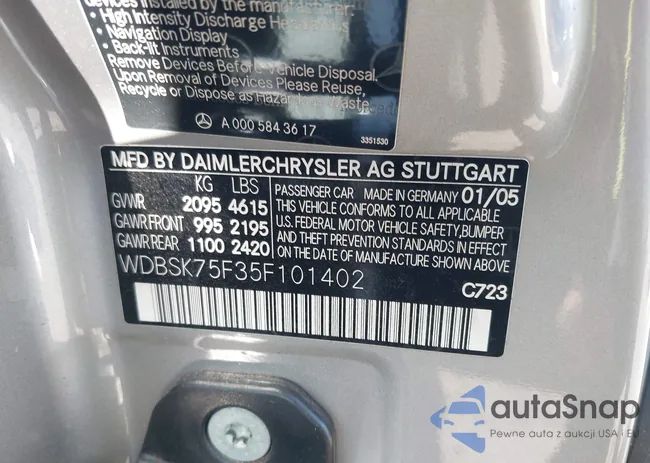 devices installed by the manufacturer:
• High Intensity Discharge Headlamps
• Navigation Display
• Back-lit Instruments
Remove Devices Before Vehicle Disposal.
Upon Removal of Devices Please Reuse,
Recycle or Dispose as Hazardous Waste.
A 000 584 36 17
3351530
MFD BY DAIMLERCHRYSLER AG STUTTGART
KG LBS
GVWR 2095 4615
GAWR FRONT 995 2195
GAWR REAR 1100 2420
PASSENGER CAR MADE IN GERMANY 01/05
THIS VEHICLE CONFORMS TO ALL APPLICABLE
U.S. FEDERAL MOTOR VEHICLE SAFETY, BUMPER
AND THEFT PREVENTION STANDARDS IN EFFECT
ON THE DATE OF MANUFACTURE SHOWN ABOVE.
WDBSK75F35F101402
C723
autaSnap
Pewne auta z aukcji USA i EU